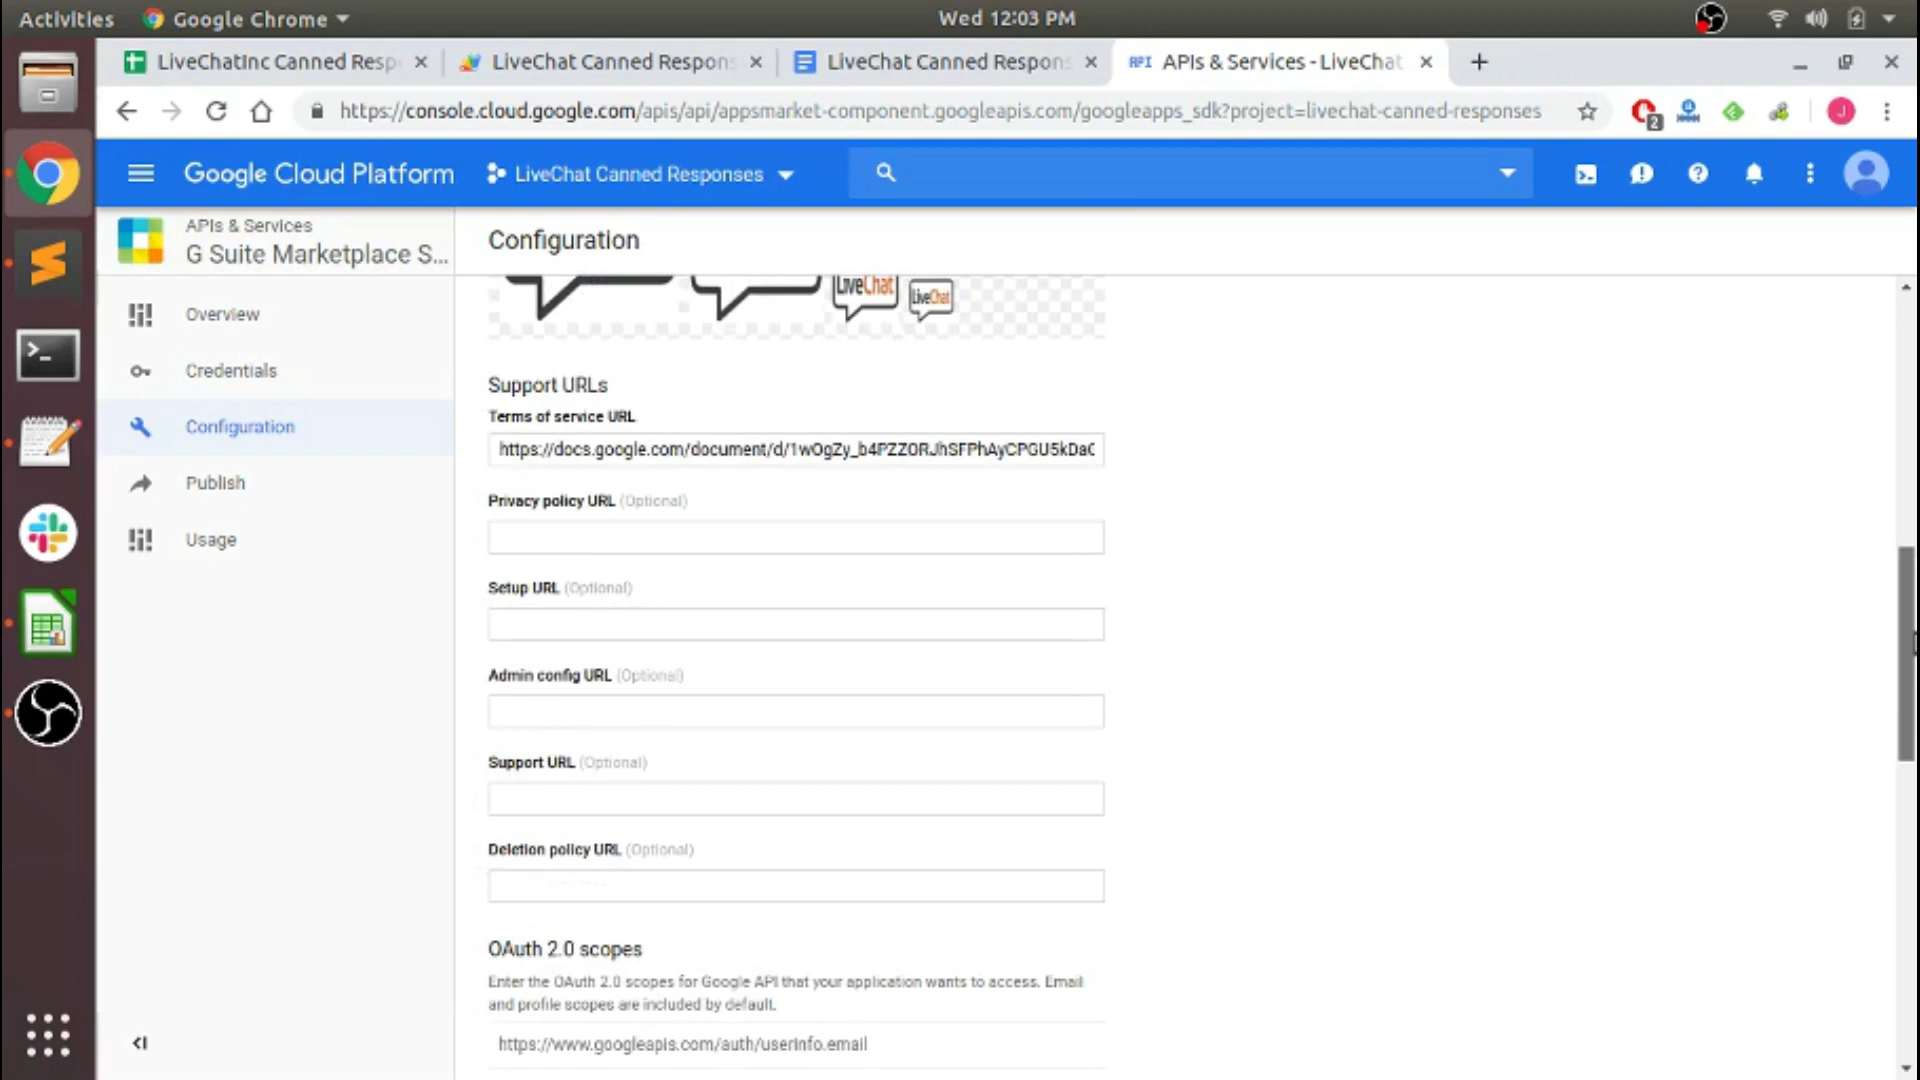 Activities
Google Chrome
Wed 12:03 PM
LiveChatInc Canned Resp
LiveChat Canned Respon
LiveChat Canned Respon
API APIs & Services - LiveChat
https://console.cloud.google.com/apis/api/appsmarket-component.googleapis.com/googleapps_sdk?project=livechat-canned-responses
2
J
Google Cloud Platform
LiveChat Canned Responses
APIs & Services
G Suite Marketplace S...
Configuration
Overview
Credentials
Configuration
Publish
Usage
LiveChat
LiveChat
Support URLs
Terms of service URL
https://docs.google.com/document/d/1wOgZy_b4PZZORJhSFPhAyCPGU5kDaC
Privacy policy URL (Optional)
Setup URL (Optional)
Admin config URL (Optional)
Support URL (Optional)
Deletion policy URL (Optional)
OAuth 2.0 scopes
Enter the OAuth 2.0 scopes for Google API that your application wants to access. Email
and profile scopes are included by default.
https://www.googleapis.com/auth/userinfo.email